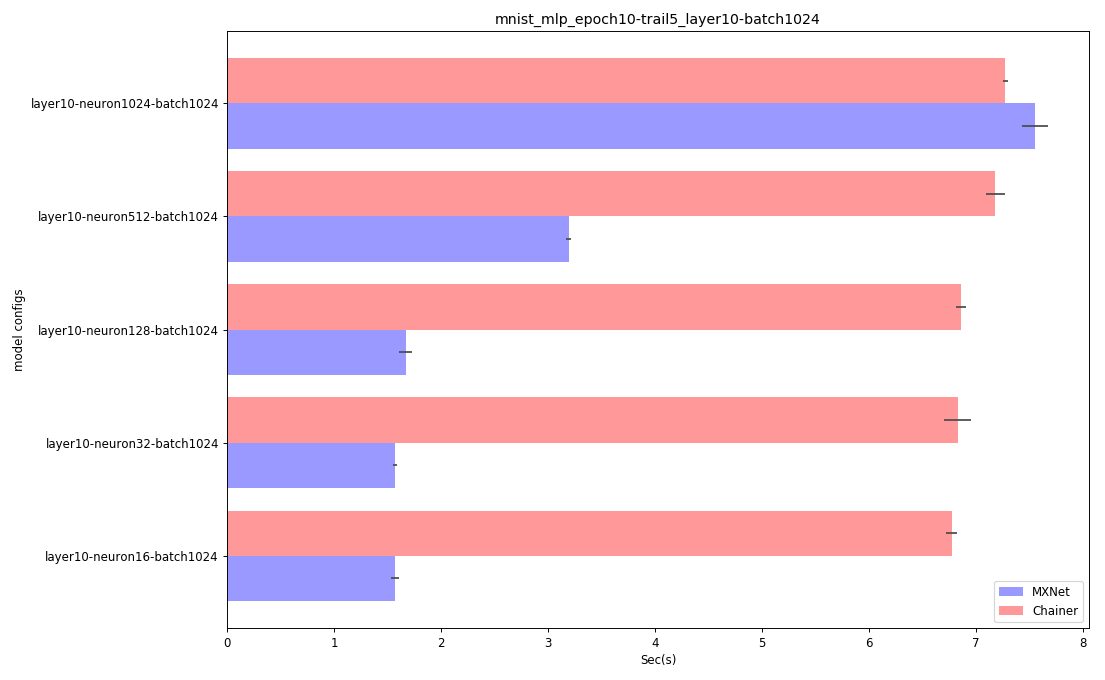 mnist_mlp_epoch10-trail5_layer10-batch1024
layer10-neuron1024-batch1024
layer10-neuron512-batch1024
layer10-neuron128-batch1024
layer10-neuron32-batch1024
layer10-neuron16-batch1024
model configs
MXNet
Chainer
0 1 2 3 4 5 6 7 8
Sec(s)